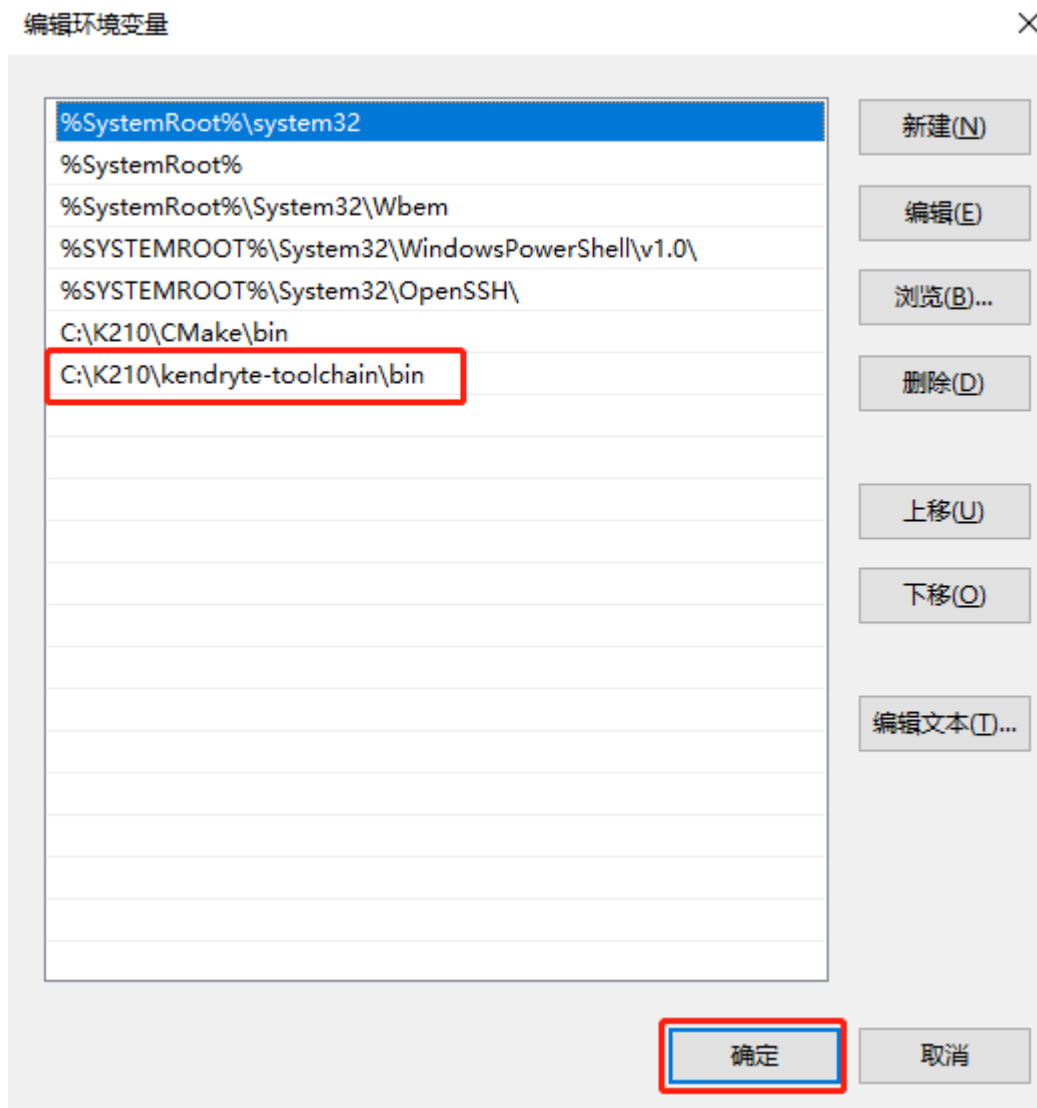 编辑环境变量
%SystemRoot%\system32
%SystemRoot%
%SystemRoot%\System32\Wbem
%SYSTEMROOT%\System32\WindowsPowerShell\v1.0\
%SYSTEMROOT%\System32\OpenSSH\
C:\K210\CMake\bin
C:\K210\kendryte-toolchain\bin
新建(N)
编辑(E)
浏览(B)...
删除(D)
上移(U)
下移(O)
编辑文本(T)...
确定
取消